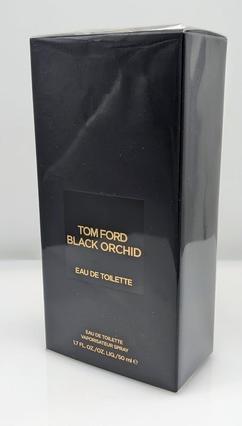 TOM FORD
BLACK ORCHID
EAU DE TOILETTE
EAU DE TOILETTE
VAPORISATEUR SPRAY
1.7 FL. OZ./OZ. LIQ./50 ml ℮